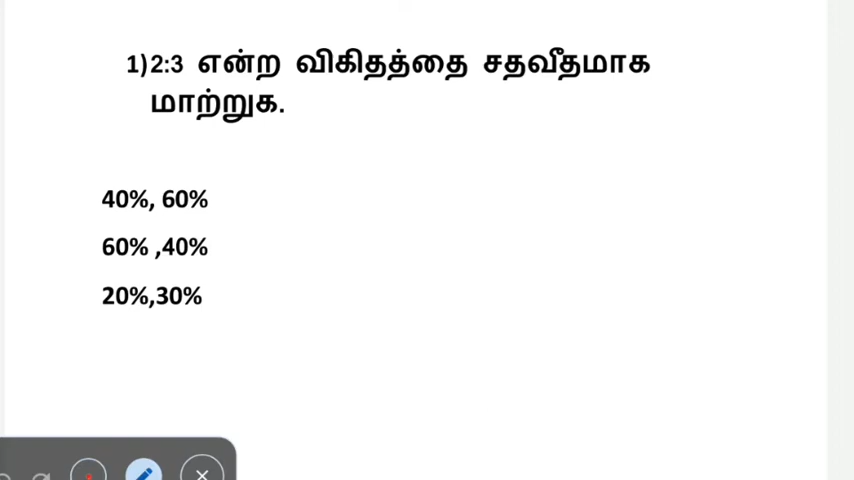 1)2:3 என்ற விகிதத்தை சதவீதமாக
மாற்றுக.
40%, 60%
60% ,40%
20%,30%